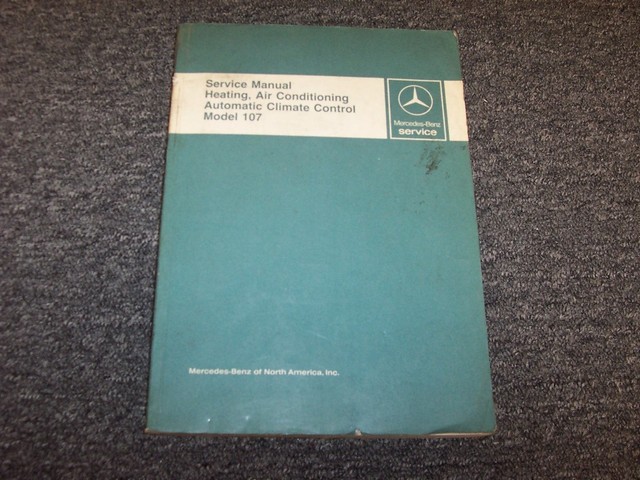 Service Manual
Heating, Air Conditioning
Automatic Climate Control
Model 107
Mercedes-Benz
service
Mercedes-Benz of North America, Inc.